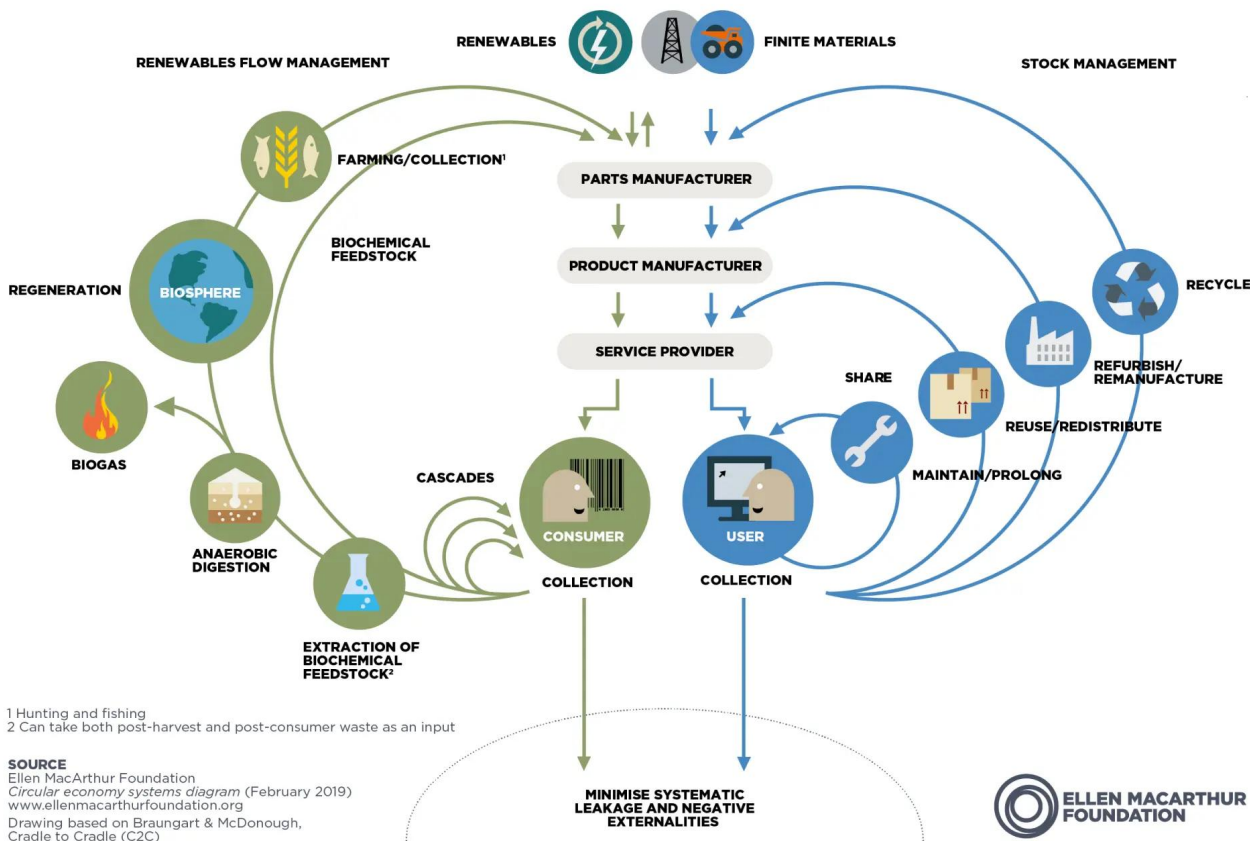 RENEWABLES
FINITE MATERIALS
RENEWABLES FLOW MANAGEMENT
STOCK MANAGEMENT
FARMING/COLLECTION¹
PARTS MANUFACTURER
BIOCHEMICAL
FEEDSTOCK
PRODUCT MANUFACTURER
REGENERATION
BIOSPHERE
RECYCLE
SERVICE PROVIDER
SHARE
REFURBISH/
REMANUFACTURE
REUSE/REDISTRIBUTE
BIOGAS
CASCADES
MAINTAIN/PROLONG
CONSUMER
USER
ANAEROBIC
DIGESTION
COLLECTION
COLLECTION
EXTRACTION OF
BIOCHEMICAL
FEEDSTOCK²
1 Hunting and fishing
2 Can take both post-harvest and post-consumer waste as an input
SOURCE
Ellen MacArthur Foundation
Circular economy systems diagram (February 2019)
www.ellenmacarthurfoundation.org
Drawing based on Braungart & McDonough,
Cradle to Cradle (C2C)
MINIMISE SYSTEMATIC
LEAKAGE AND NEGATIVE
EXTERNALITIES
ELLEN MACARTHUR
FOUNDATION